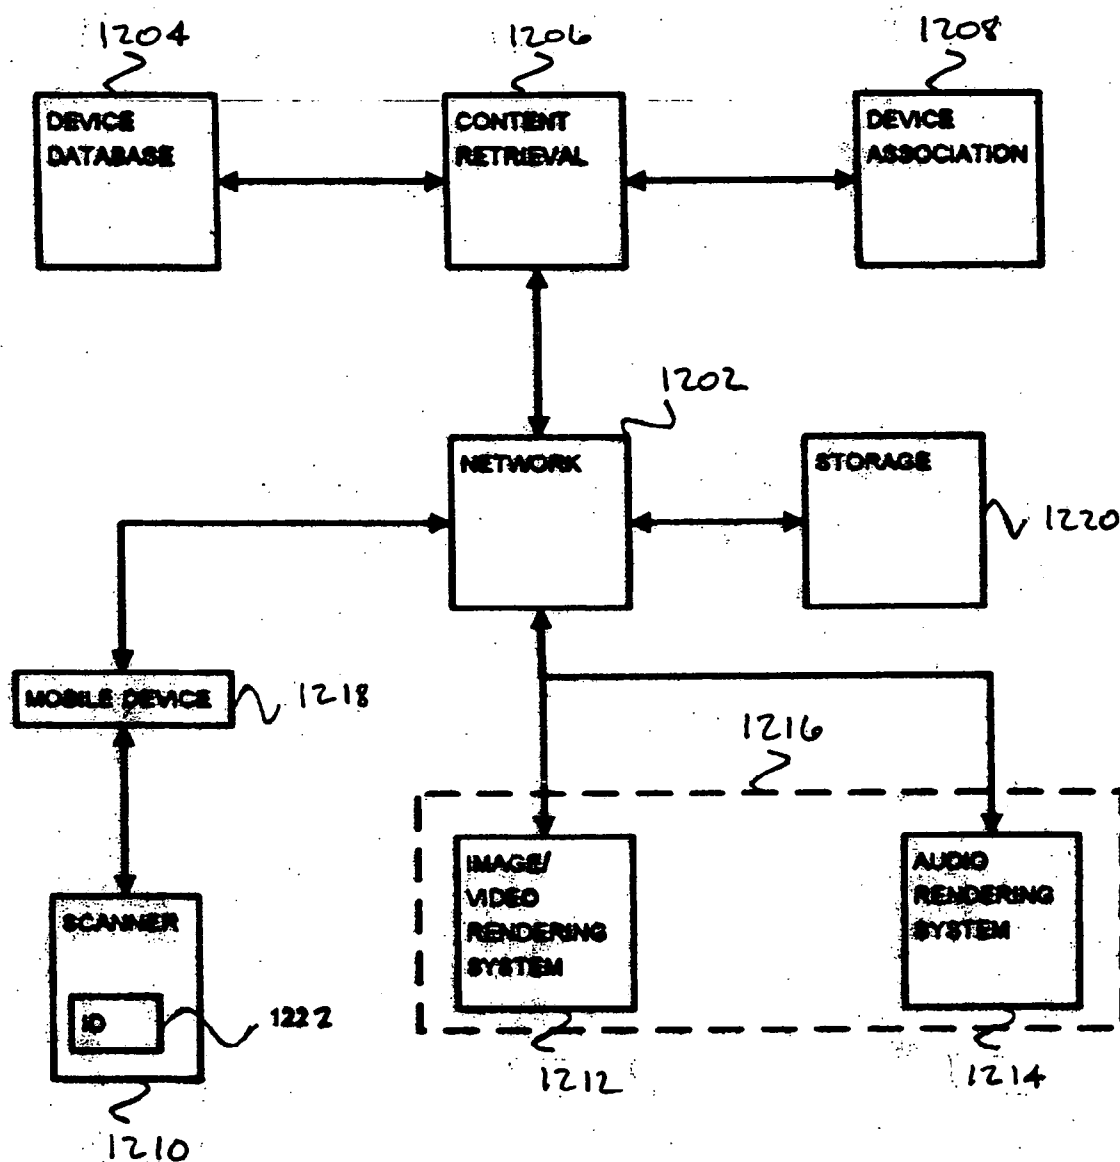 1204
1206
1208
DEVICE
DATABASE
CONTENT
RETRIEVAL
DEVICE
ASSOCIATION
1202
NETWORK
STORAGE
1220
MOBILE DEVICE
1218
1216
IMAGE/
VIDEO
RENDERING
SYSTEM
AUDIO
RENDERING
SYSTEM
SCANNER
ID
1222
1212
1214
1210